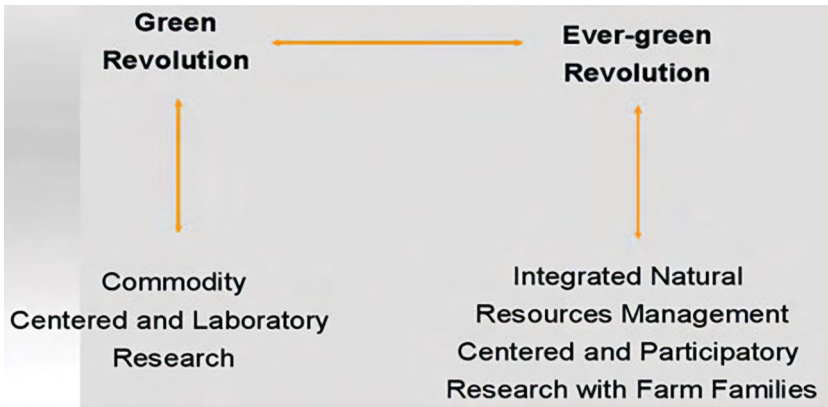 Green
Revolution
Ever-green
Revolution
Commodity
Centered and Laboratory
Research
Integrated Natural
Resources Management
Centered and Participatory
Research with Farm Families